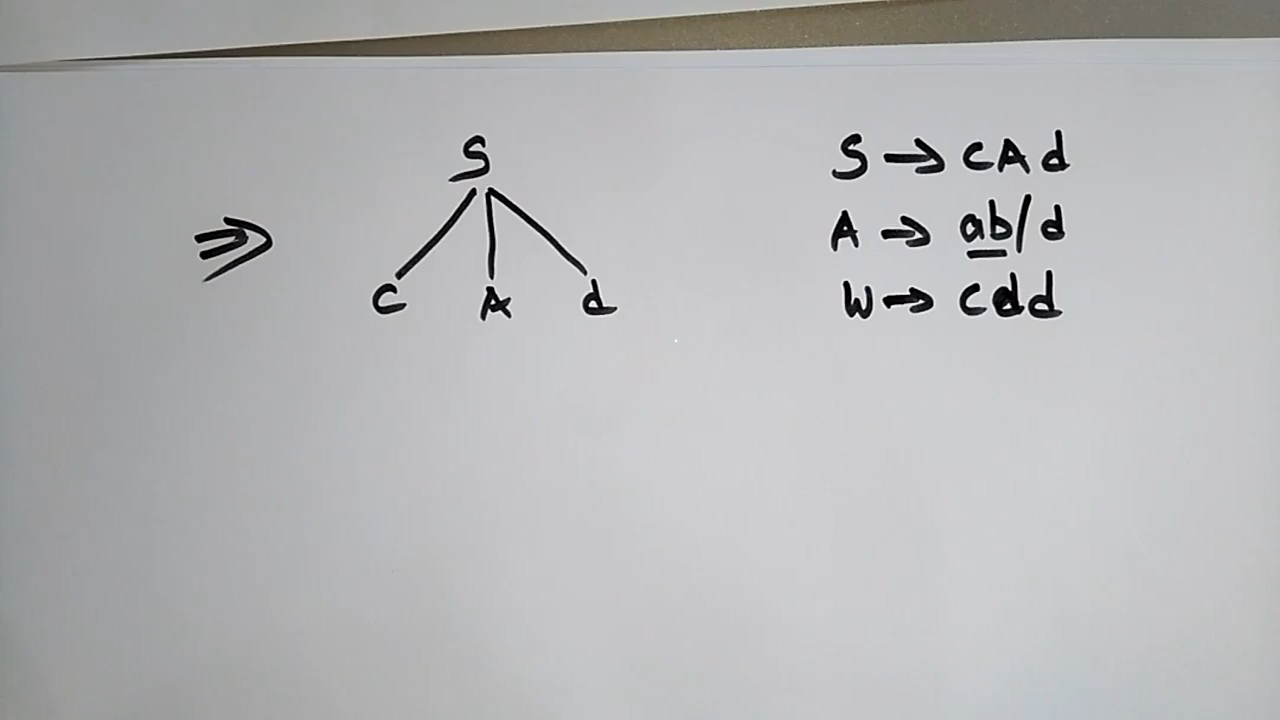 S
⇒
C A d
S → CAd
A → ab/d
W → Cdd